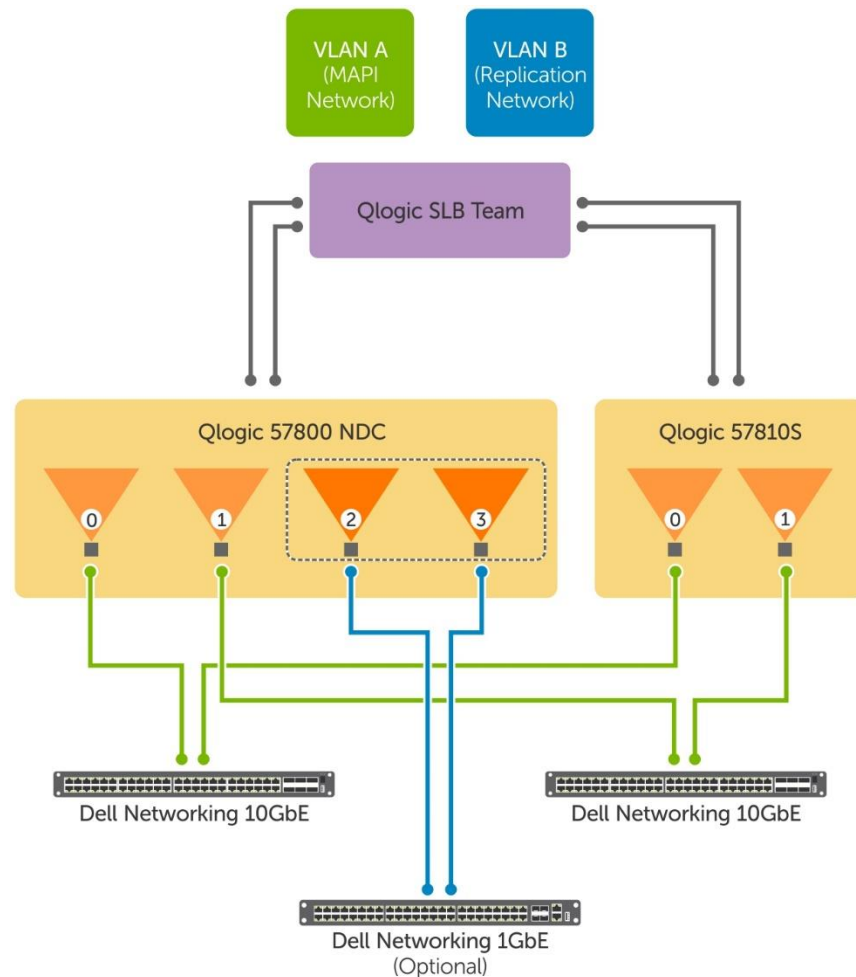 VLAN A
(MAPI
Network)
VLAN B
(Replication
Network)
Qlogic SLB Team
Qlogic 57800 NDC
Qlogic 57810S
0
1
2
3
0
1
Dell Networking 10GbE
Dell Networking 10GbE
Dell Networking 1GbE
(Optional)